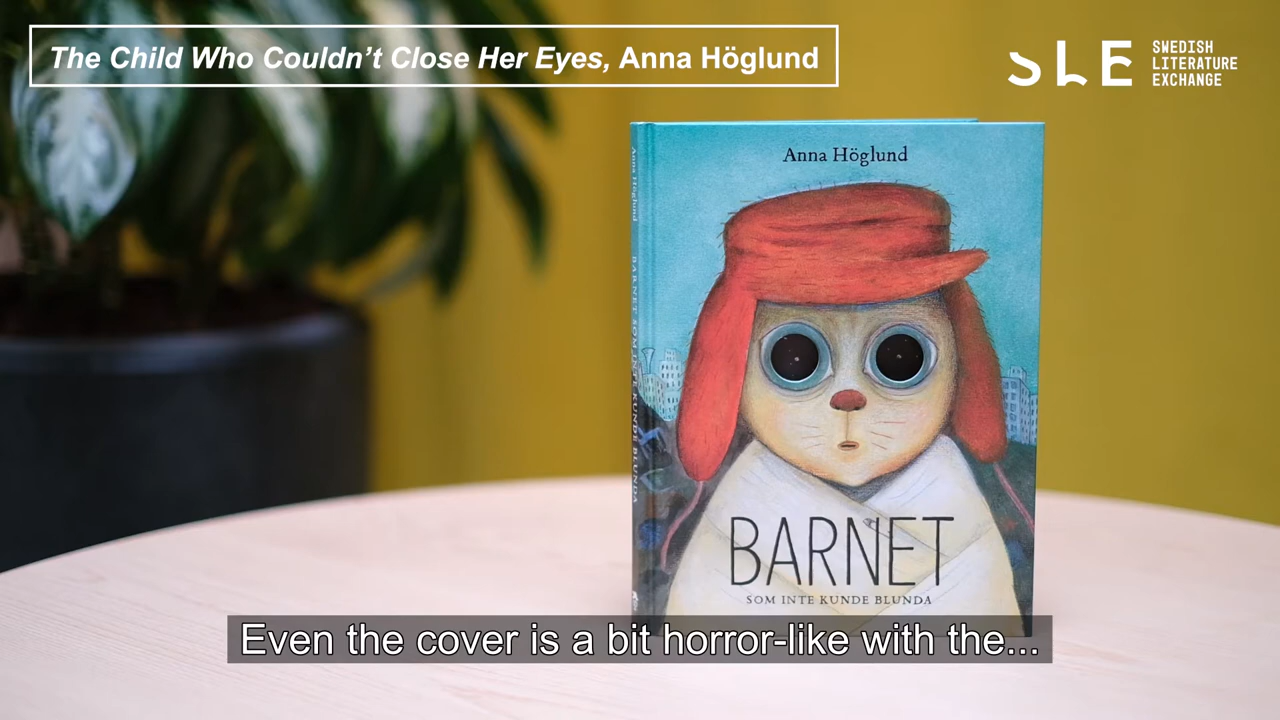 The Child Who Couldn't Close Her Eyes, Anna Höglund
SLE
SWEDISH
LITERATURE
EXCHANGE
Anna Höglund
Anna Höglund
BARNET SOM INTE KUNDE BLUNDA
BARNET
SOM INTE KUNDE BLUNDA
Even the cover is a bit horror-like with the...